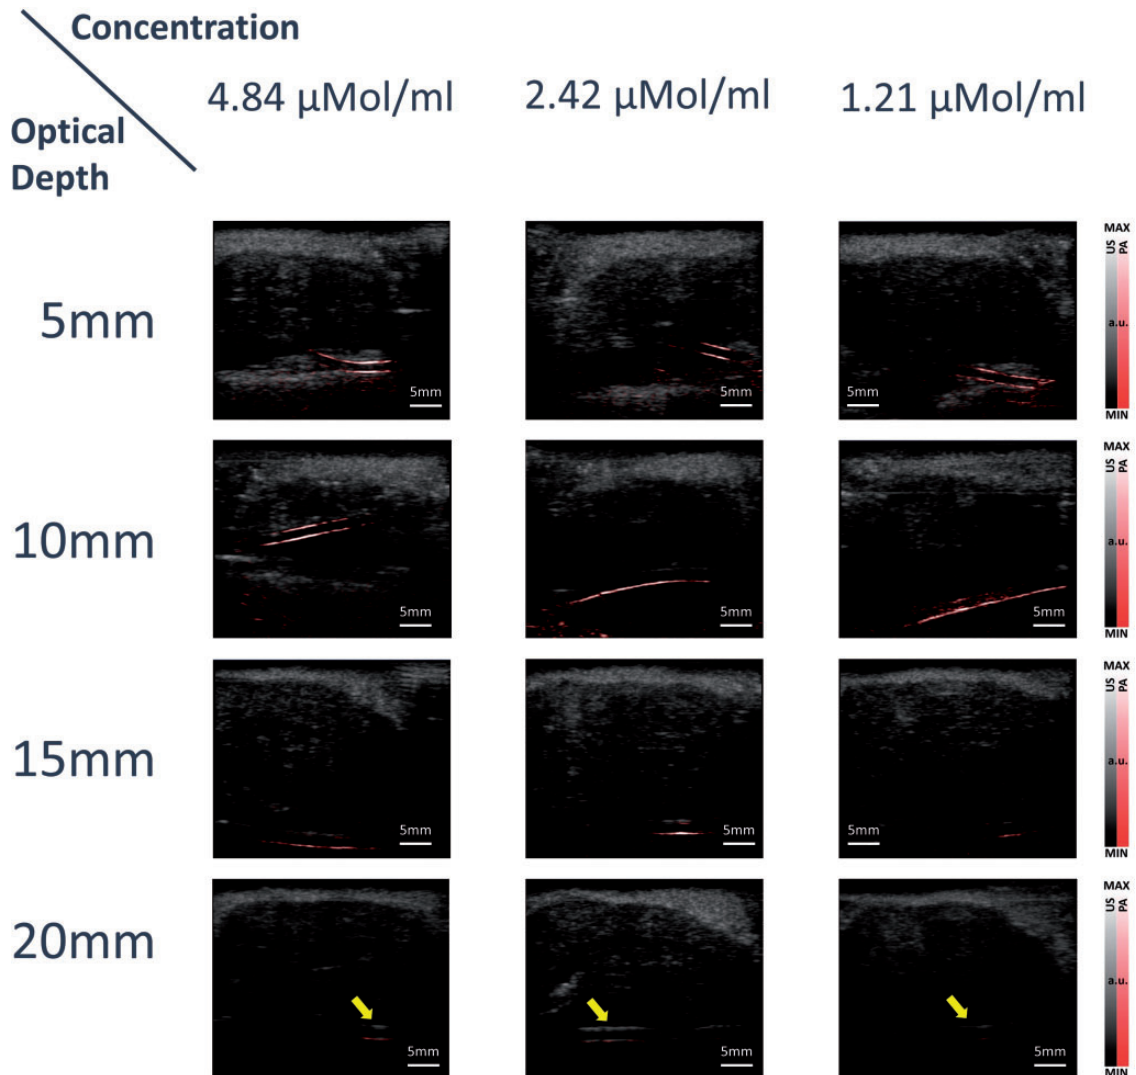 Concentration
4.84 µMol/ml 2.42 µMol/ml 1.21 µMol/ml
Optical
Depth
MAX
US PA
5mm
a.u.
5mm 5mm 5mm
MIN
MAX
US PA
10mm
a.u.
5mm 5mm 5mm
MIN
MAX
US PA
15mm
a.u.
5mm 5mm 5mm
MIN
MAX
US PA
20mm
a.u.
5mm 5mm 5mm
MIN